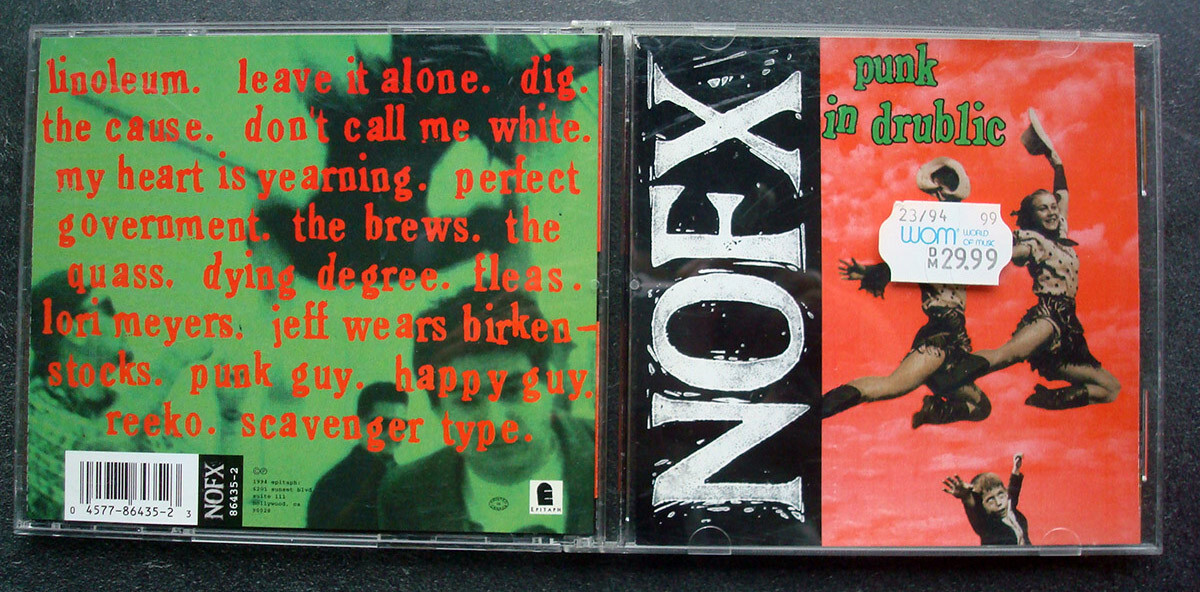 linoleum. leave it alone. dig.
the cause. don't call me white.
my heart is yearning. perfect
government. the brews. the
quass. dying degree. fleas.
lori meyers. jeff wears birken-
stocks. punk guy. happy guy.
reeko. scavenger type.
0 4577-86435-2 3
NOFX
86435-2
©℗
1994 epitaph:
6201 sunset blvd
suite 111
hollywood, ca
90028
EPITAPH
NOFX
punk
in drublic
23/94 99
WOM WORLD
OF MUSIC
DM 29.99